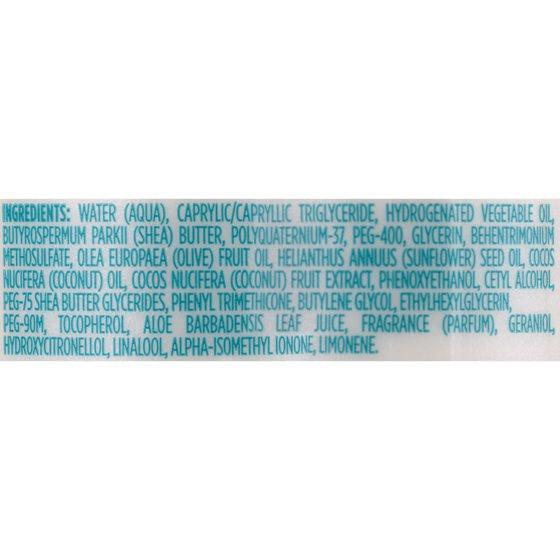 INGREDIENTS: WATER (AQUA), CAPRYLIC/CAPRYLLIC TRIGLYCERIDE, HYDROGENATED VEGETABLE OIL,
BUTYROSPERMUM PARKII (SHEA) BUTTER, POLYQUATERNIUM-37, PEG-400, GLYCERIN, BEHENTRIMONIUM
METHOSULFATE, OLEA EUROPAEA (OLIVE) FRUIT OIL, HELIANTHUS ANNUUS (SUNFLOWER) SEED OIL, COCOS
NUCIFERA (COCONUT) OIL, COCOS NUCIFERA (COCONUT) FRUIT EXTRACT, PHENOXYETHANOL, CETYL ALCOHOL,
PEG-75 SHEA BUTTER GLYCERIDES, PHENYL TRIMETHICONE, BUTYLENE GLYCOL, ETHYLHEXYLGLYCERIN,
PEG-90M, TOCOPHEROL, ALOE BARBADENSIS LEAF JUICE, FRAGRANCE (PARFUM), GERANIOL,
HYDROXYCITRONELLOL, LINALOOL, ALPHA-ISOMETHYL IONONE, LIMONENE.